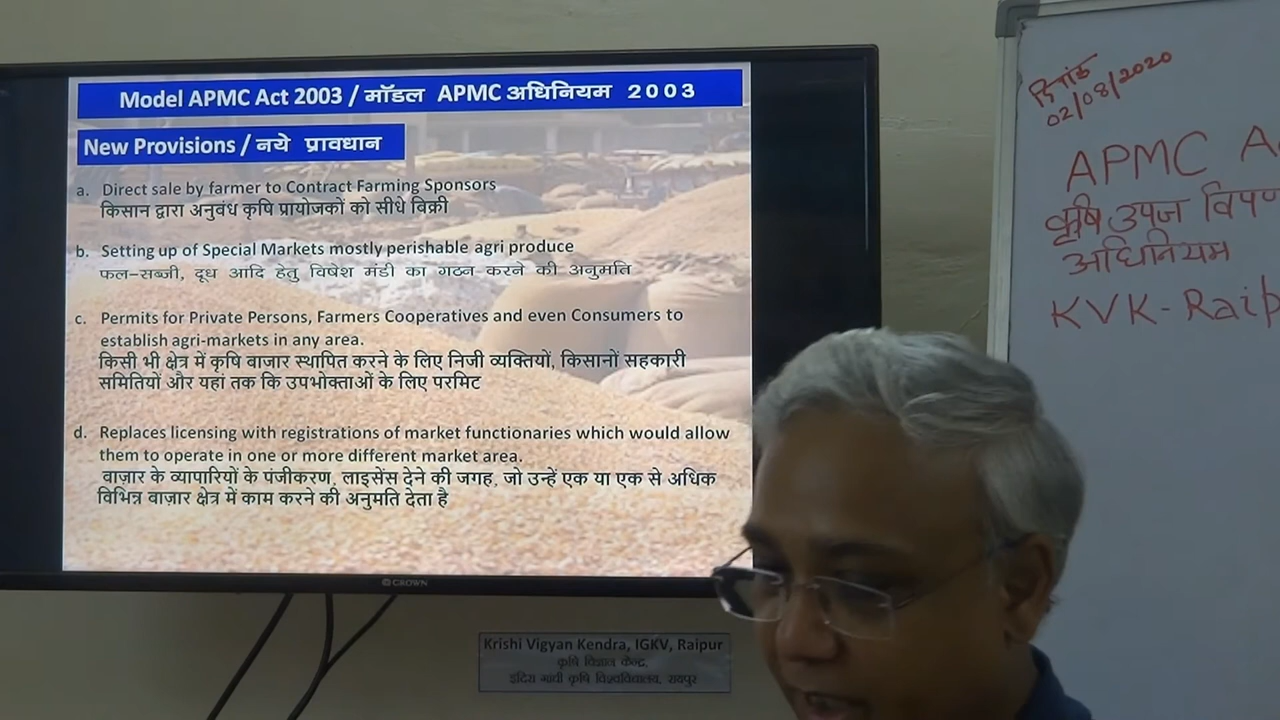 Model APMC Act 2003 / मॉडल APMC अधिनियम 2003
New Provisions / नये प्रावधान
a. Direct sale by farmer to Contract Farming Sponsors
किसान द्वारा अनुबंध कृषि प्रायोजकों को सीधे विक्री
b. Setting up of Special Markets mostly perishable agri produce
फल-सब्जी, दूध आदि हेतु विषेश मंडी का गठन करने की अनुमति
c. Permits for Private Persons, Farmers Cooperatives and even Consumers to
establish agri-markets in any area.
किसी भी क्षेत्र में कृषि बाजार स्थापित करने के लिए निजी व्यक्तियों, किसानों सहकारी
समितियों और यहां तक कि उपभोक्ताओं के लिए परमिट
d. Replaces licensing with registrations of market functionaries which would allow
them to operate in one or more different market area.
बाज़ार के व्यापारियों के पंजीकरण, लाइसेंस देने की जगह, जो उन्हें एक या एक से अधिक
विभिन्न बाज़ार क्षेत्र में काम करने की अनुमति देता है
CROWN
Krishi Vigyan Kendra, IGKV, Raipur
कृषि विज्ञान केन्द्र,
इंदिरा गांधी कृषि विश्वविद्यालय, रायपुर
दिनांक
02/08/2020
APMC A
कृषि उपज विपण
अधिनियम
KVK-Raip